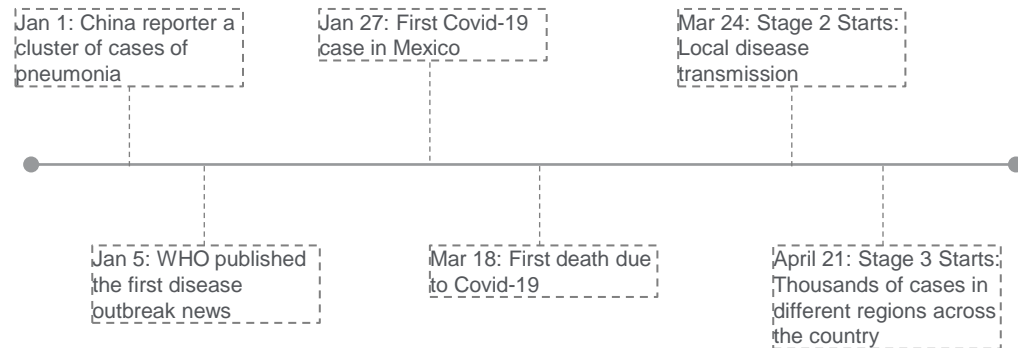 Jan 1: China reporter a
cluster of cases of
pneumonia
Jan 27: First Covid-19
case in Mexico
Mar 24: Stage 2 Starts:
Local disease
transmission
Jan 5: WHO published
the first disease
outbreak news
Mar 18: First death due
to Covid-19
April 21: Stage 3 Starts:
Thousands of cases in
different regions across
the country